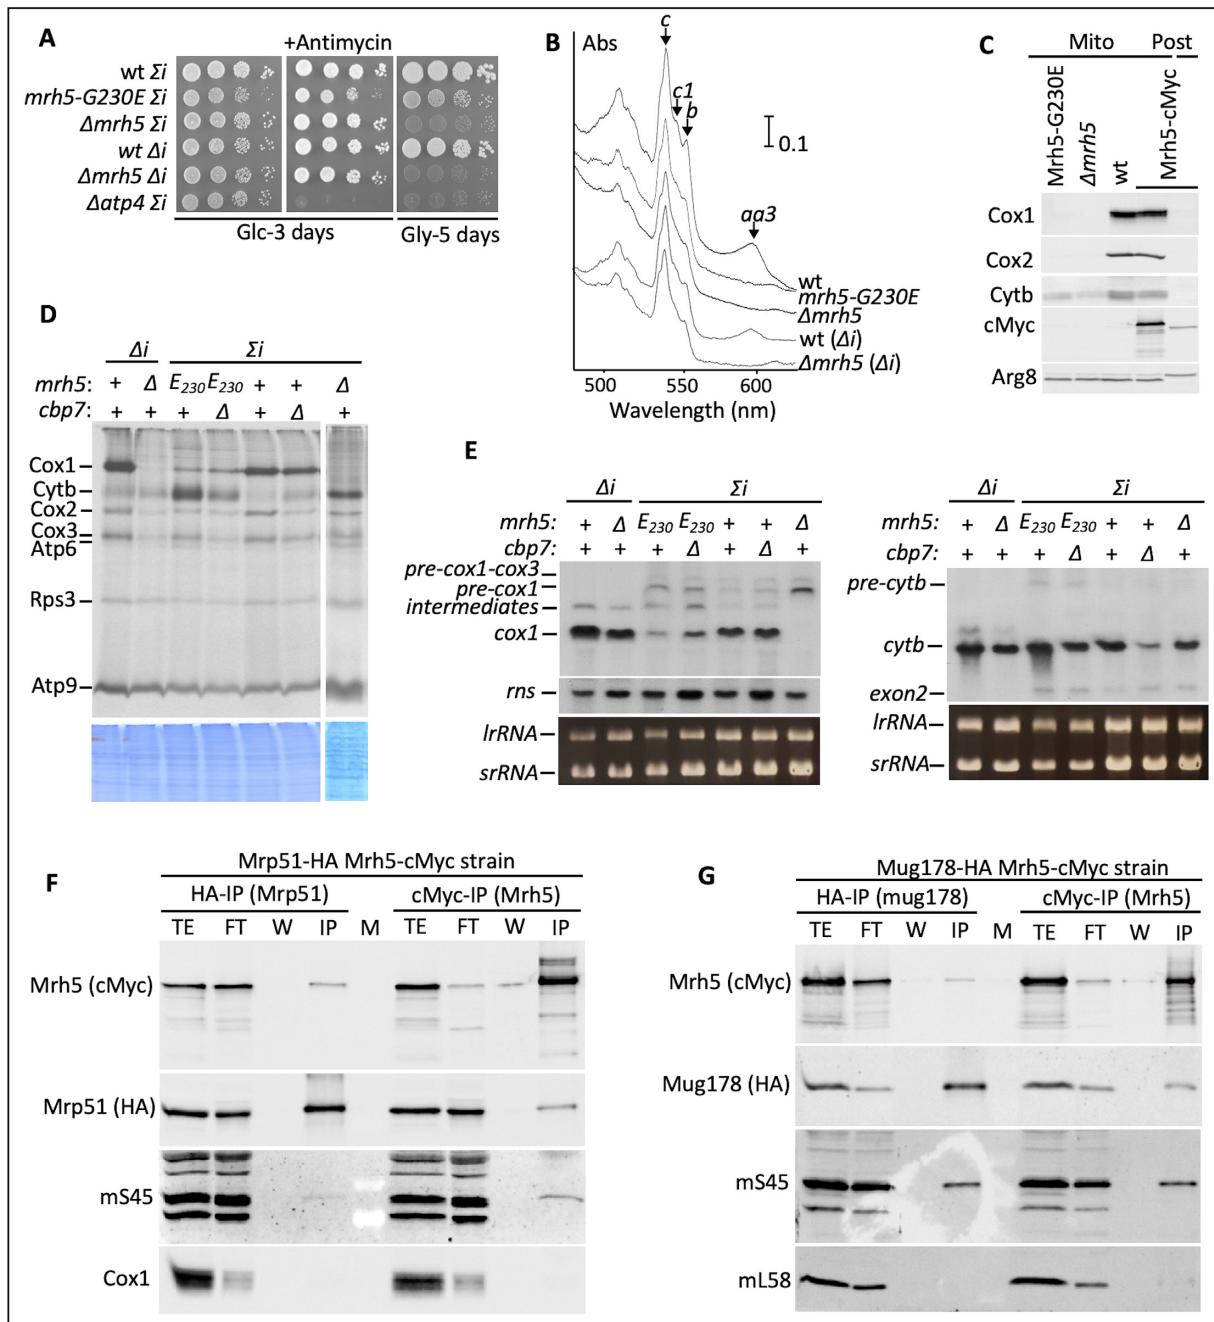 A
+Antimycin
wt Σi
mrh5-G230E Σi
Δmrh5 Σi
wt Δi
Δmrh5 Δi
Δatp4 Σi
Glc-3 days
Gly-5 days
B
Abs
c
c1
b
0.1
aa3
wt
mrh5-G230E
Δmrh5
wt (Δi)
Δmrh5 (Δi)
500 550 600
Wavelength (nm)
C
Mito Post
Mrh5-G230E
Δmrh5
wt
Mrh5-cMyc
Cox1
Cox2
Cytb
cMyc
Arg8
D
Δi Σi
mrh5: + Δ E230 E230 + + Δ
cbp7: + + + Δ + Δ +
Cox1
Cytb
Cox2
Cox3
Atp6
Rps3
Atp9
E
Δi Σi
mrh5: + Δ E230 E230 + + Δ
cbp7: + + + Δ + Δ +
pre-cox1-cox3
pre-cox1
intermediates
cox1
rns
lrRNA
srRNA
Δi Σi
mrh5: + Δ E230 E230 + + Δ
cbp7: + + + Δ + Δ +
pre-cytb
cytb
exon2
lrRNA
srRNA
F
Mrp51-HA Mrh5-cMyc strain
HA-IP (Mrp51) cMyc-IP (Mrh5)
TE FT W IP M TE FT W IP
Mrh5 (cMyc)
Mrp51 (HA)
mS45
Cox1
G
Mug178-HA Mrh5-cMyc strain
HA-IP (mug178) cMyc-IP (Mrh5)
TE FT W IP M TE FT W IP
Mrh5 (cMyc)
Mug178 (HA)
mS45
mL58